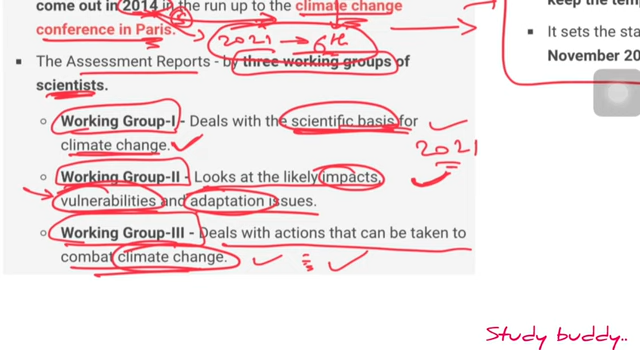 come out in 2014 in the run up to the climate change
conference in Paris.
2021 → 6th
The Assessment Reports - by three working groups of
scientists.
Working Group-I - Deals with the scientific basis for
climate change.
2021
Working Group-II - Looks at the likely impacts,
vulnerabilities and adaptation issues.
Working Group-III - Deals with actions that can be taken to
combat climate change.
keep the tem
It sets the sta
November 20
Study buddy..